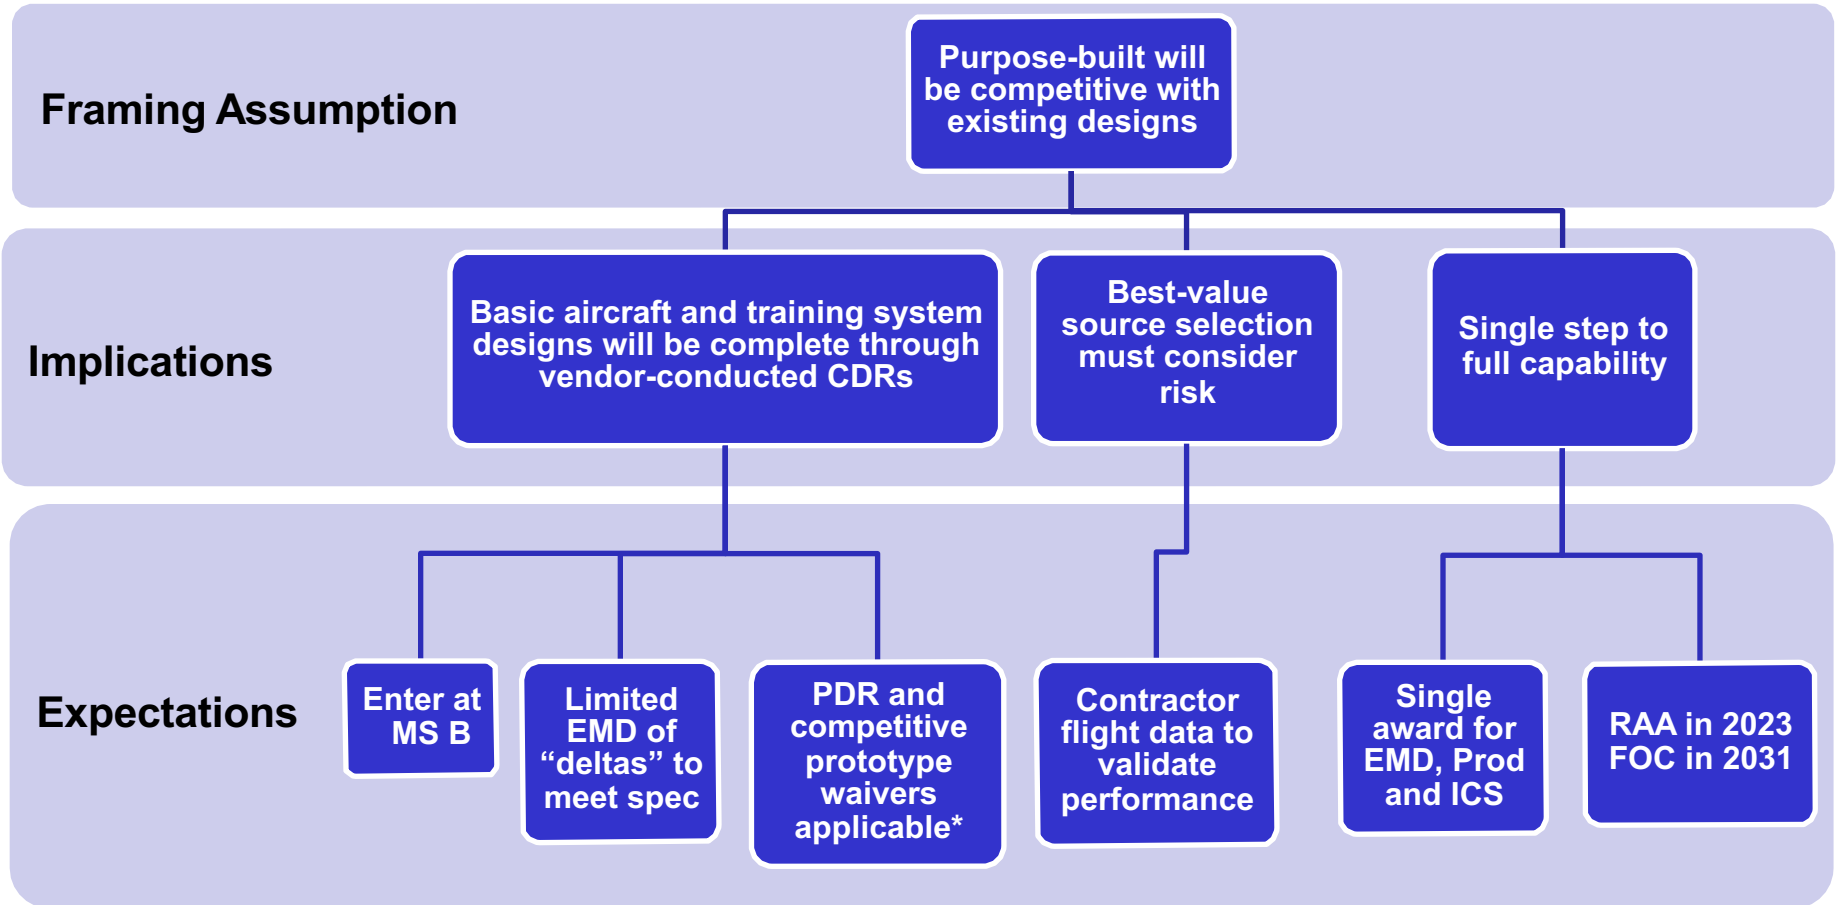 Framing Assumption
Purpose-built will
be competitive with
existing designs
Implications
Basic aircraft and training system
designs will be complete through
vendor-conducted CDRs
Best-value
source selection
must consider
risk
Single step to
full capability
Expectations
Enter at
MS B
Limited
EMD of
“deltas” to
meet spec
PDR and
competitive
prototype
waivers
applicable*
Contractor
flight data to
validate
performance
Single
award for
EMD, Prod
and ICS
RAA in 2023
FOC in 2031